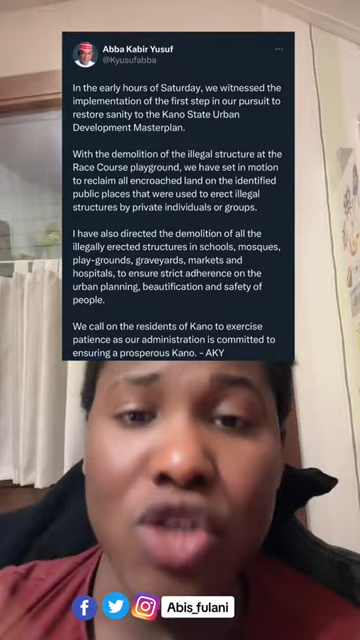 Abba Kabir Yusuf
@Kyusufabba
In the early hours of Saturday, we witnessed the
implementation of the first step in our pursuit to
restore sanity to the Kano State Urban
Development Masterplan.
With the demolition of the illegal structure at the
Race Course playground, we have set in motion
to reclaim all encroached land on the identified
public places that were used to erect illegal
structures by private individuals or groups.
I have also directed the demolition of all the
illegally erected structures in schools, mosques,
play-grounds, graveyards, markets and
hospitals, to ensure strict adherence on the
urban planning, beautification and safety of
people.
We call on the residents of Kano to exercise
patience as our administration is committed to
ensuring a prosperous Kano. - AKY
Abis_fulani